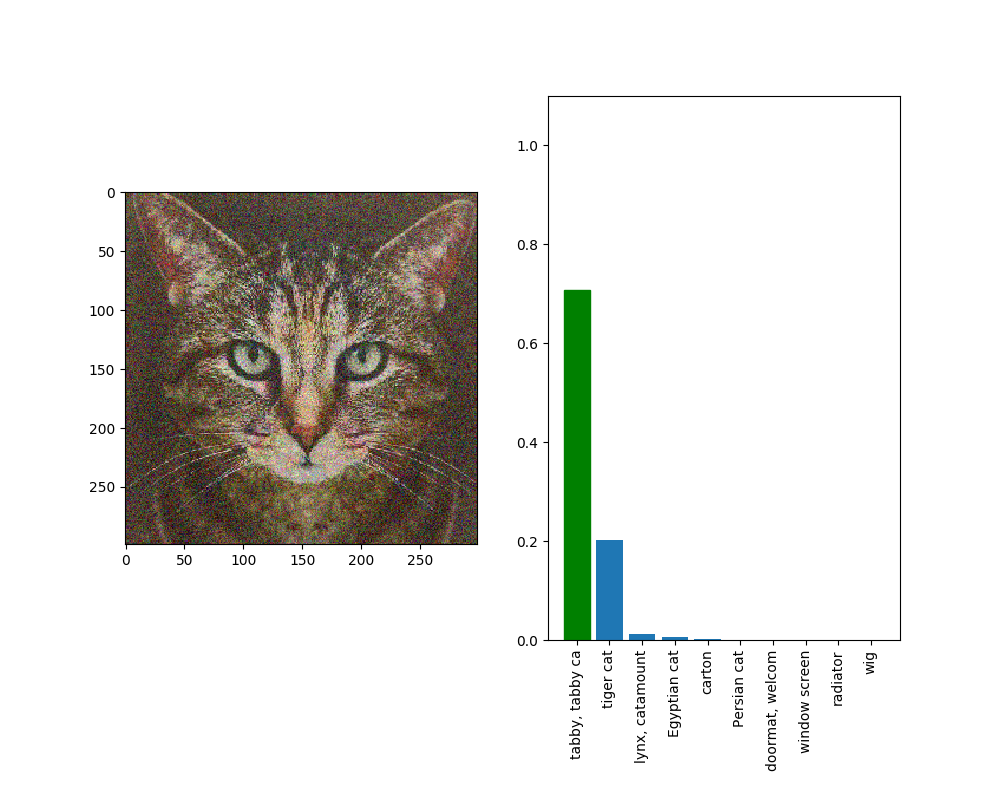 0
50
100
150
200
250
0 50 100 150 200 250
1.0
0.8
0.6
0.4
0.2
0.0
tabby, tabby ca
tiger cat
lynx, catamount
Egyptian cat
carton
Persian cat
doormat, welcom
window screen
radiator
wig